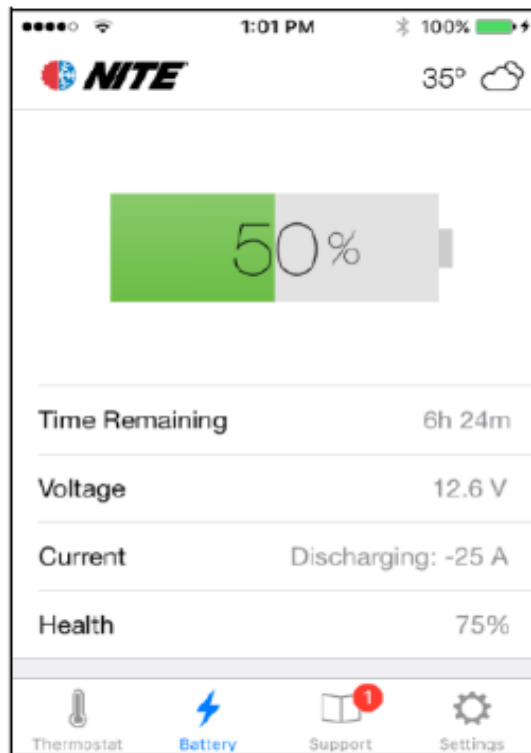 1:01 PM 100%
NITE 35°
50%
Time Remaining 6h 24m
Voltage 12.6 V
Current Discharging: -25 A
Health 75%
1
Thermostat Battery Support Settings